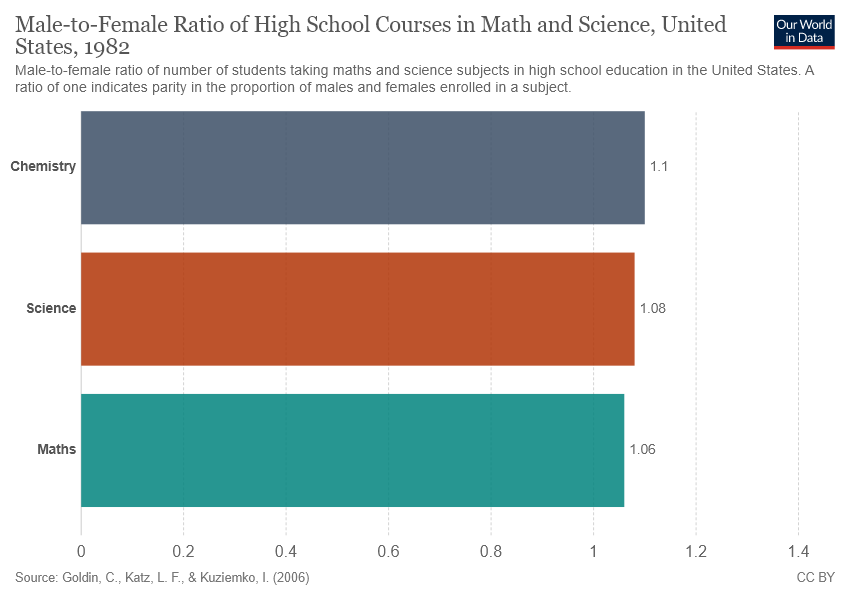 Male-to-Female Ratio of High School Courses in Math and Science, United
States, 1982
Our World
in Data
Male-to-female ratio of number of students taking maths and science subjects in high school education in the United States. A
ratio of one indicates parity in the proportion of males and females enrolled in a subject.
Chemistry
1.1
Science
1.08
Maths
1.06
0
0.2
0.4
0.6
0.8
1
1.2
1.4
Source: Goldin, C., Katz, L. F., & Kuziemko, I. (2006)
CC BY